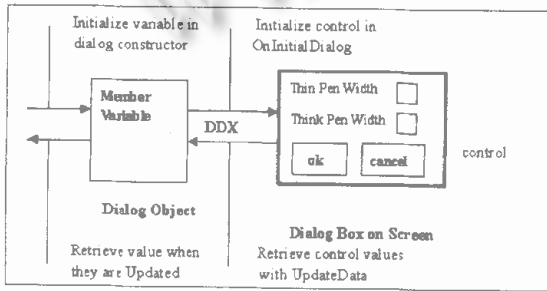 Initialize variable in
dialog constructor
Initialize control in
OnInitialDialog
Member
Variable
DDX
Thin Pen Width
Think Pen Width
ok
cancel
control
Dialog Object
Dialog Box on Screen
Retrieve value when
they are Updated
Retrieve control values
with UpdateData